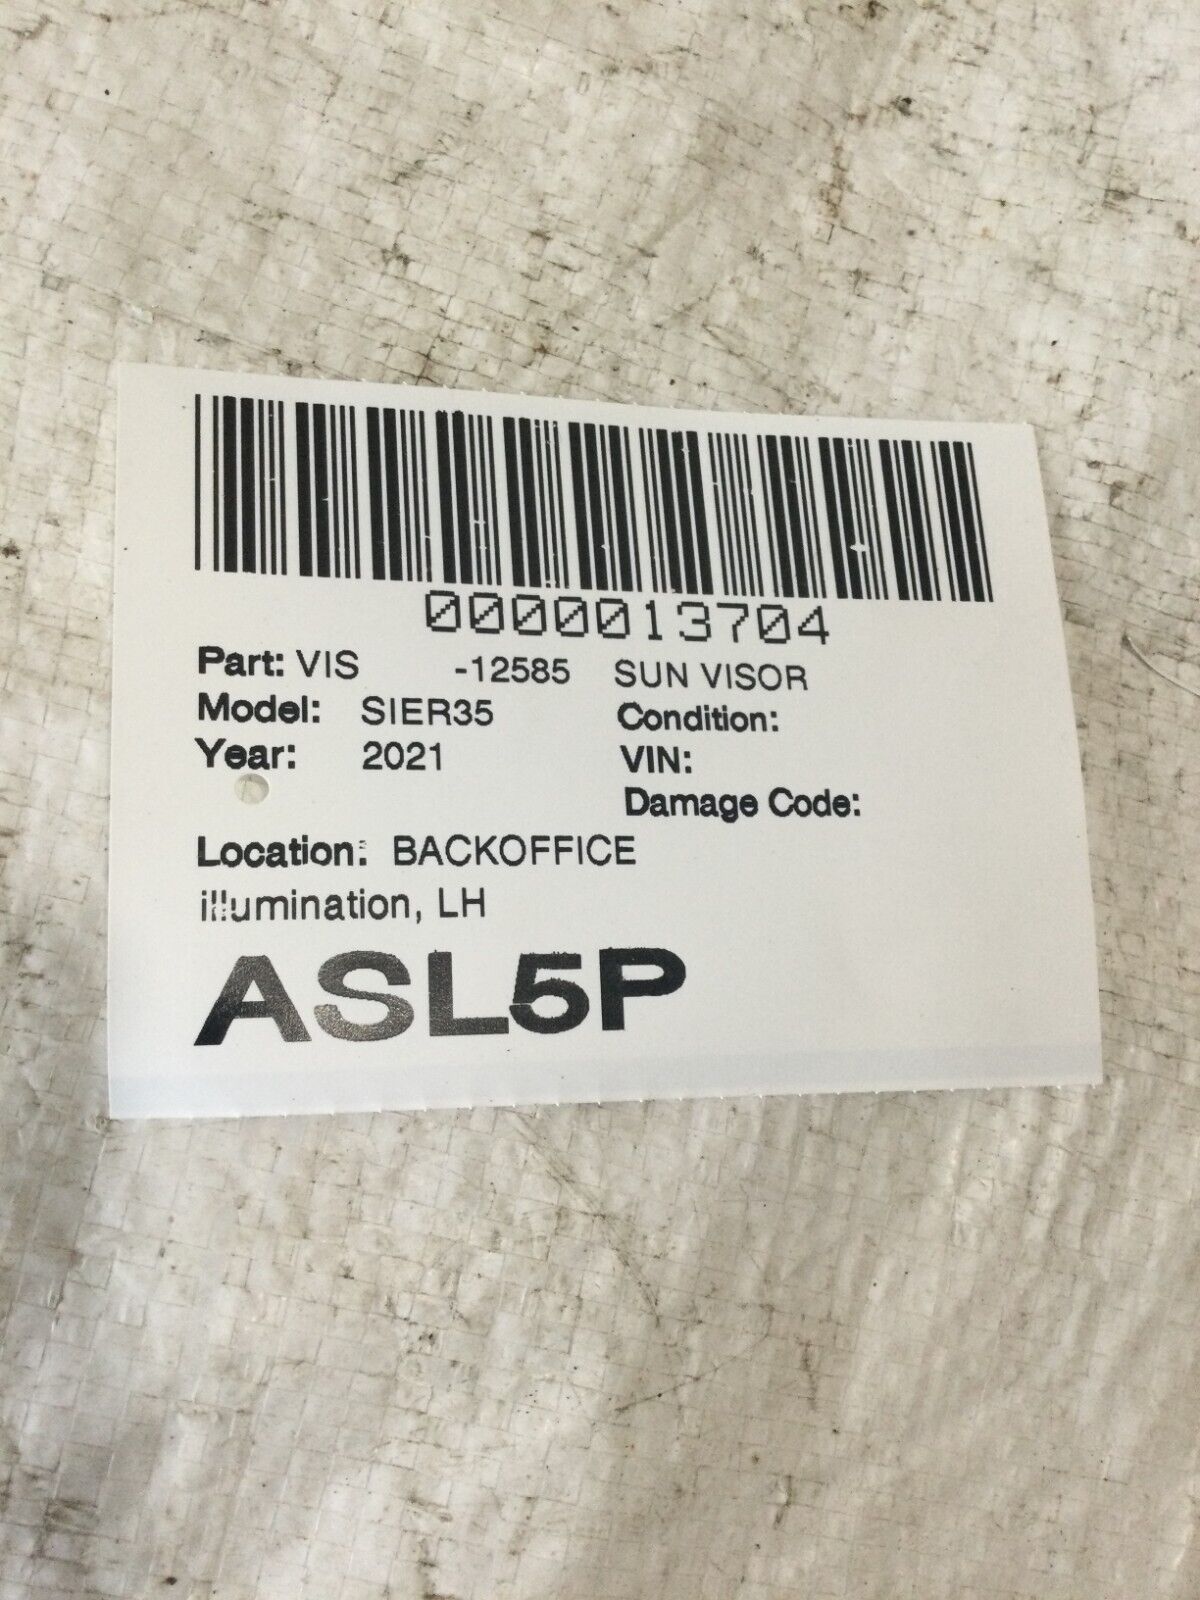 0000013704
Part: VIS -12585 SUN VISOR
Model: SIER35 Condition:
Year: 2021 VIN:
Damage Code:
Location: BACKOFFICE
illumination, LH
ASL5P